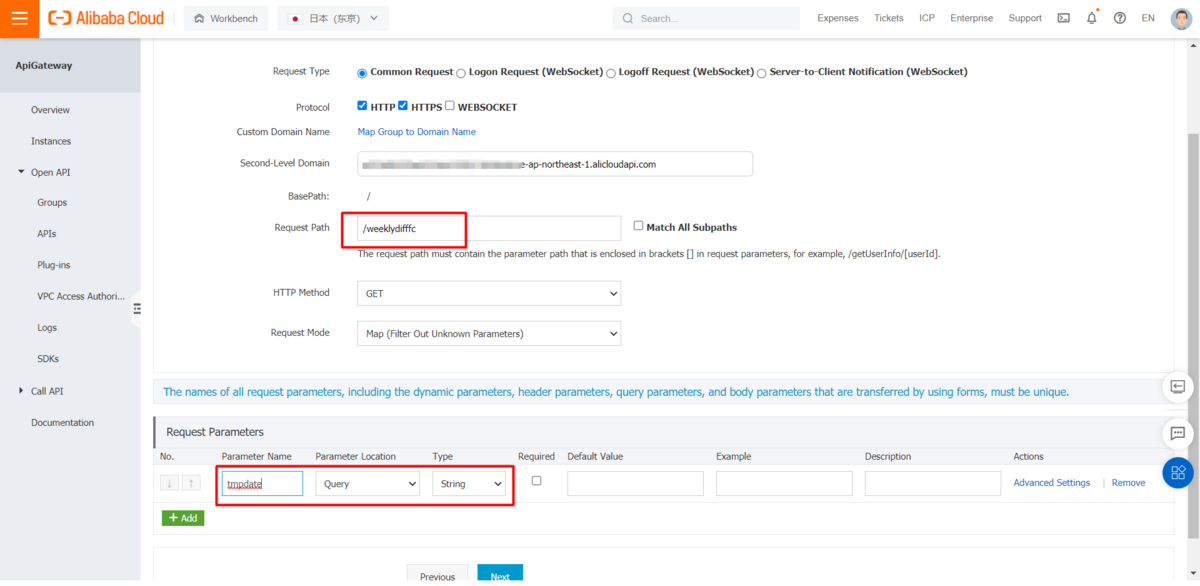 Alibaba Cloud
Workbench
日本（东京）
Search...
Expenses Tickets ICP Enterprise Support EN
ApiGateway
Overview
Instances
Open API
Groups
APIs
Plug-ins
VPC Access Authori...
Logs
SDKs
Call API
Documentation
Request Type Common Request Logon Request (WebSocket) Logoff Request (WebSocket) Server-to-Client Notification (WebSocket)
Protocol HTTP HTTPS WEBSOCKET
Custom Domain Name Map Group to Domain Name
Second-Level Domain e-ap-northeast-1.alicloudapi.com
BasePath: /
Request Path /weeklydifffc Match All Subpaths
The request path must contain the parameter path that is enclosed in brackets [] in request parameters, for example, /getUserInfo/[userId].
HTTP Method GET
Request Mode Map (Filter Out Unknown Parameters)
The names of all request parameters, including the dynamic parameters, header parameters, query parameters, and body parameters that are transferred by using forms, must be unique.
Request Parameters
No. Parameter Name Parameter Location Type Required Default Value Example Description Actions
↓ ↑ tmpdate Query String Advanced Settings | Remove
+ Add
Previous Next